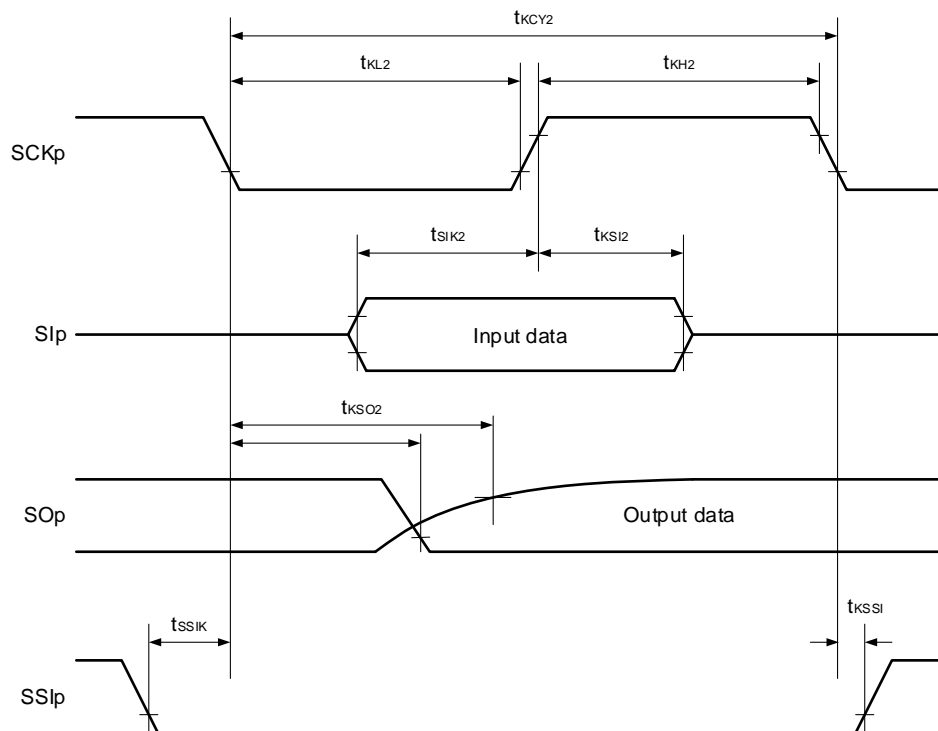 tKCY2
tKL2 tKH2
SCKp
tSIK2 tKSI2
SIp Input data
tKSO2
SOp Output data
tSSIK tKSSI
SSIp